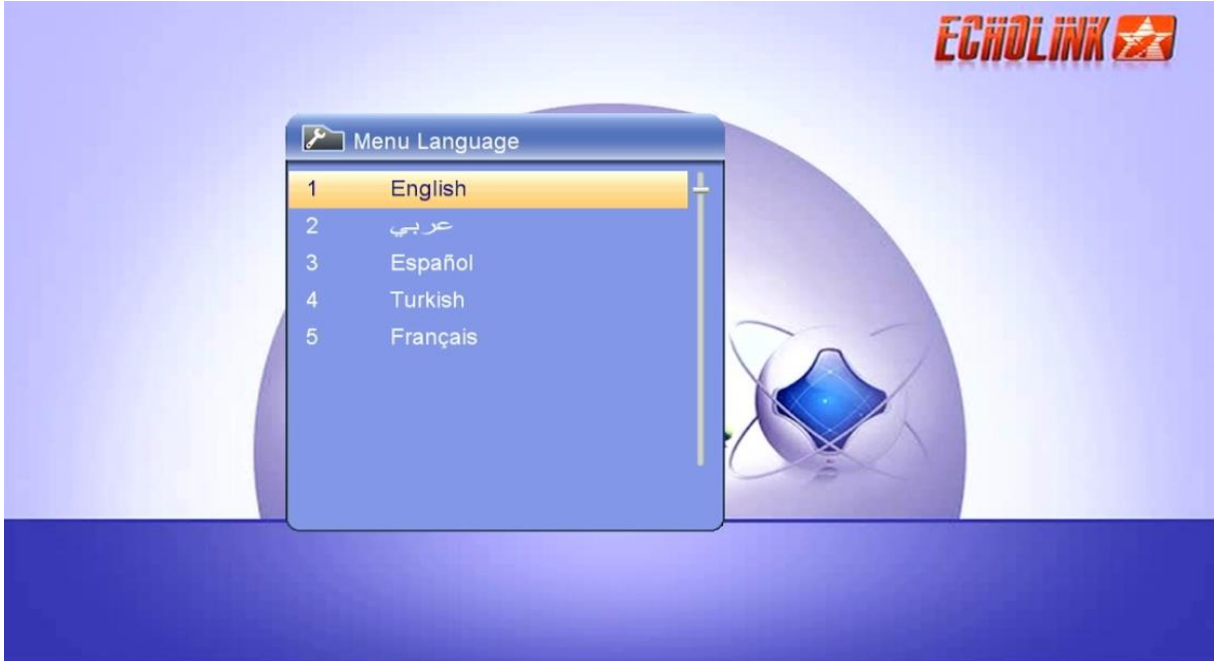 ECHOLINK
Menu Language
1 English
2 عربي
3 Español
4 Turkish
5 Français